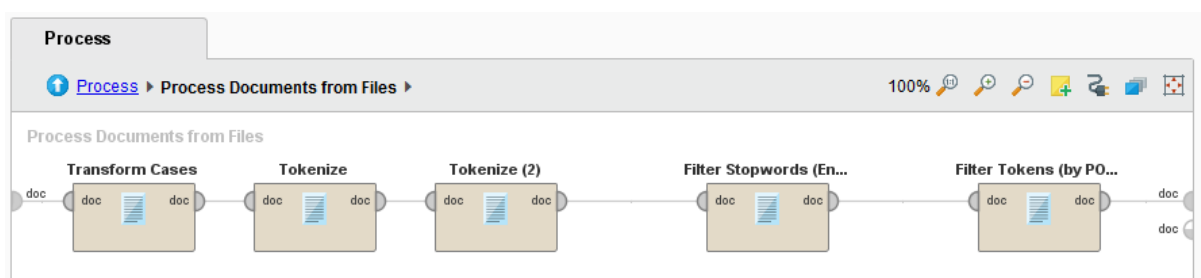 Process
Process ▶ Process Documents from Files ▶ 100%
Process Documents from Files
Transform Cases Tokenize Tokenize (2) Filter Stopwords (En... Filter Tokens (by PO...
doc doc doc doc doc doc doc doc doc doc doc doc
doc